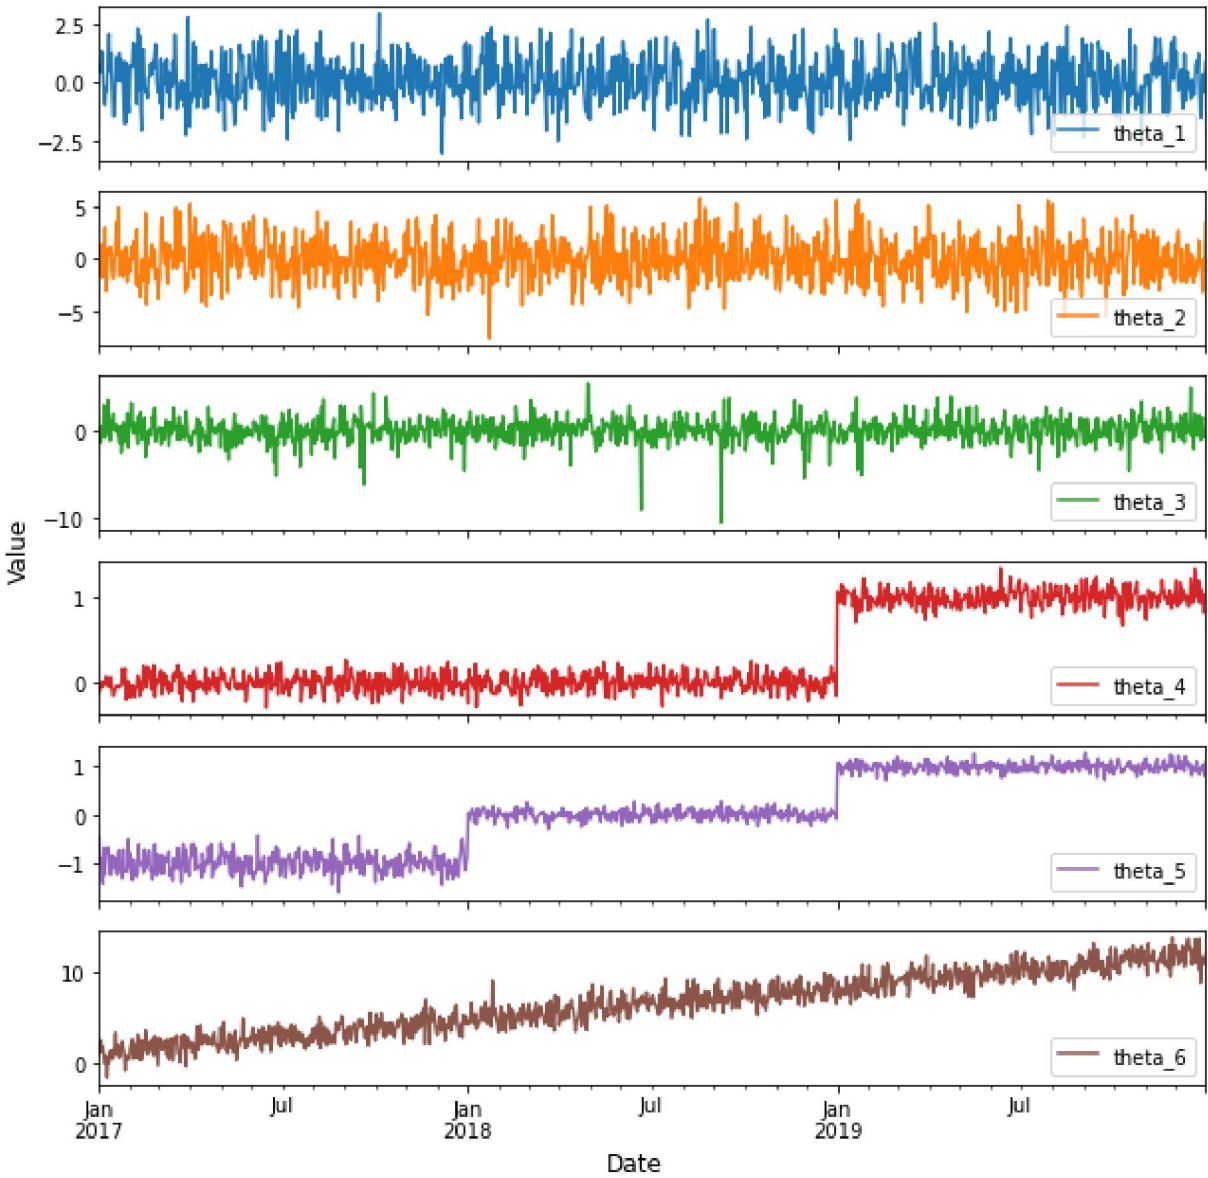 2.5
0.0
−2.5
theta_1
5
0
−5
theta_2
0
−10
theta_3
Value
1
0
theta_4
1
0
−1
theta_5
10
0
theta_6
Jan Jul Jan Jul Jan Jul
2017 2018 2019
Date